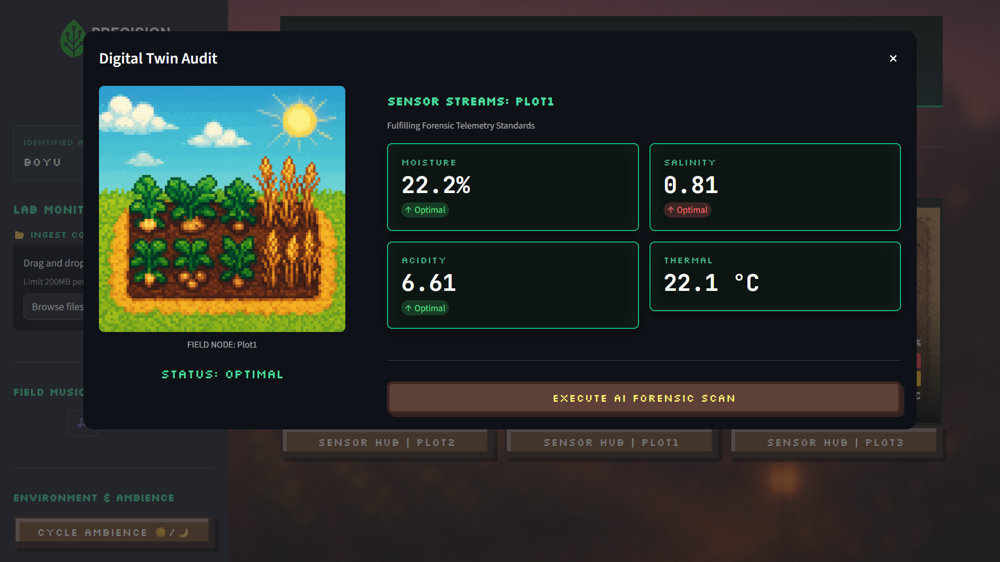 PRECISION
Digital Twin Audit
IDENTIFIED A
BOYU
LAB MONIT
INGEST CO
Drag and drop
Limit 200MB per
Browse files
FIELD MUSIC
ENVIRONMENT & AMBIENCE
CYCLE AMBIENCE ☀/🌙
FIELD NODE: Plot1
STATUS: OPTIMAL
SENSOR STREAMS: PLOT1
Fulfilling Forensic Telemetry Standards
MOISTURE
22.2%
↑ Optimal
SALINITY
0.81
↑ Optimal
ACIDITY
6.61
↑ Optimal
THERMAL
22.1 °C
EXECUTE AI FORENSIC SCAN
%
C
SENSOR HUB | PLOT2
SENSOR HUB | PLOT1
SENSOR HUB | PLOT3